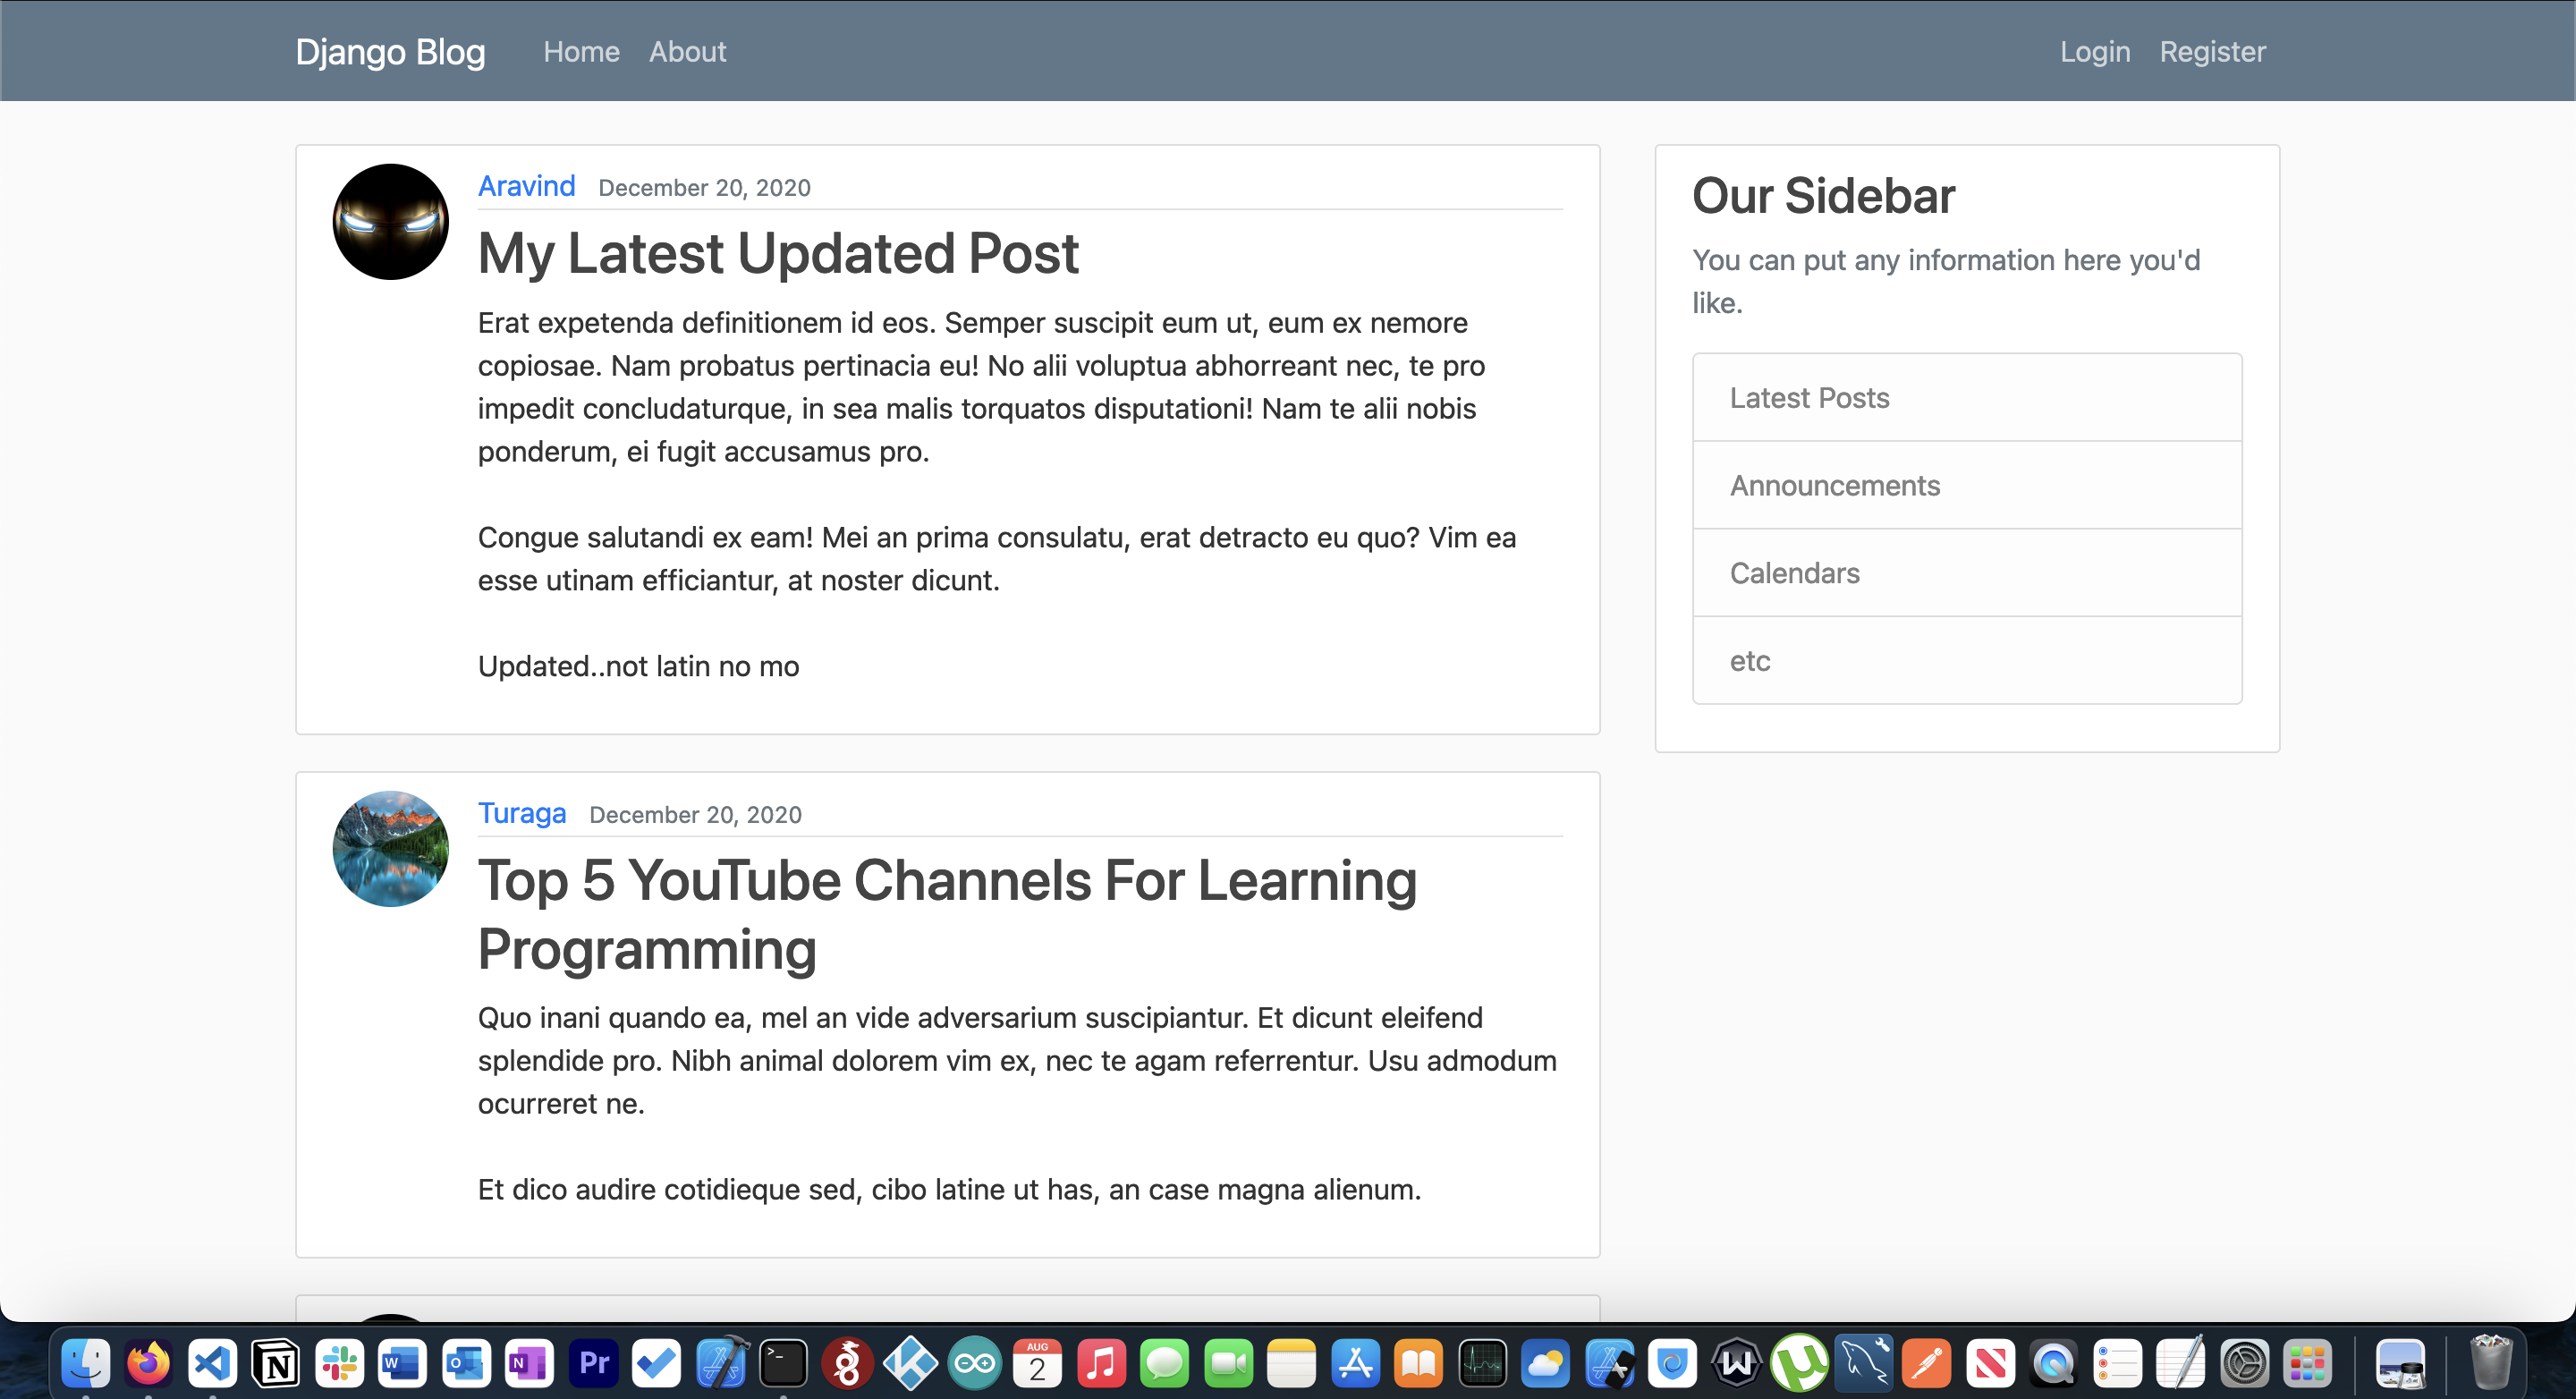 Django Blog Home About Login Register
Aravind December 20, 2020
My Latest Updated Post
Erat expetenda definitionem id eos. Semper suscipit eum ut, eum ex nemore
copiosae. Nam probatus pertinacia eu! No alii voluptua abhorreant nec, te pro
impedit concludaturque, in sea malis torquatos disputationi! Nam te alii nobis
ponderum, ei fugit accusamus pro.
Congue salutandi ex eam! Mei an prima consulatu, erat detracto eu quo? Vim ea
esse utinam efficiantur, at noster dicunt.
Updated..not latin no mo
Turaga December 20, 2020
Top 5 YouTube Channels For Learning
Programming
Quo inani quando ea, mel an vide adversarium suscipiantur. Et dicunt eleifend
splendide pro. Nibh animal dolorem vim ex, nec te agam referrentur. Usu admodum
ocurreret ne.
Et dico audire cotidieque sed, cibo latine ut has, an case magna alienum.
Our Sidebar
You can put any information here you'd
like.
Latest Posts
Announcements
Calendars
etc
N W O N Pr >_ AUG W µ N
2